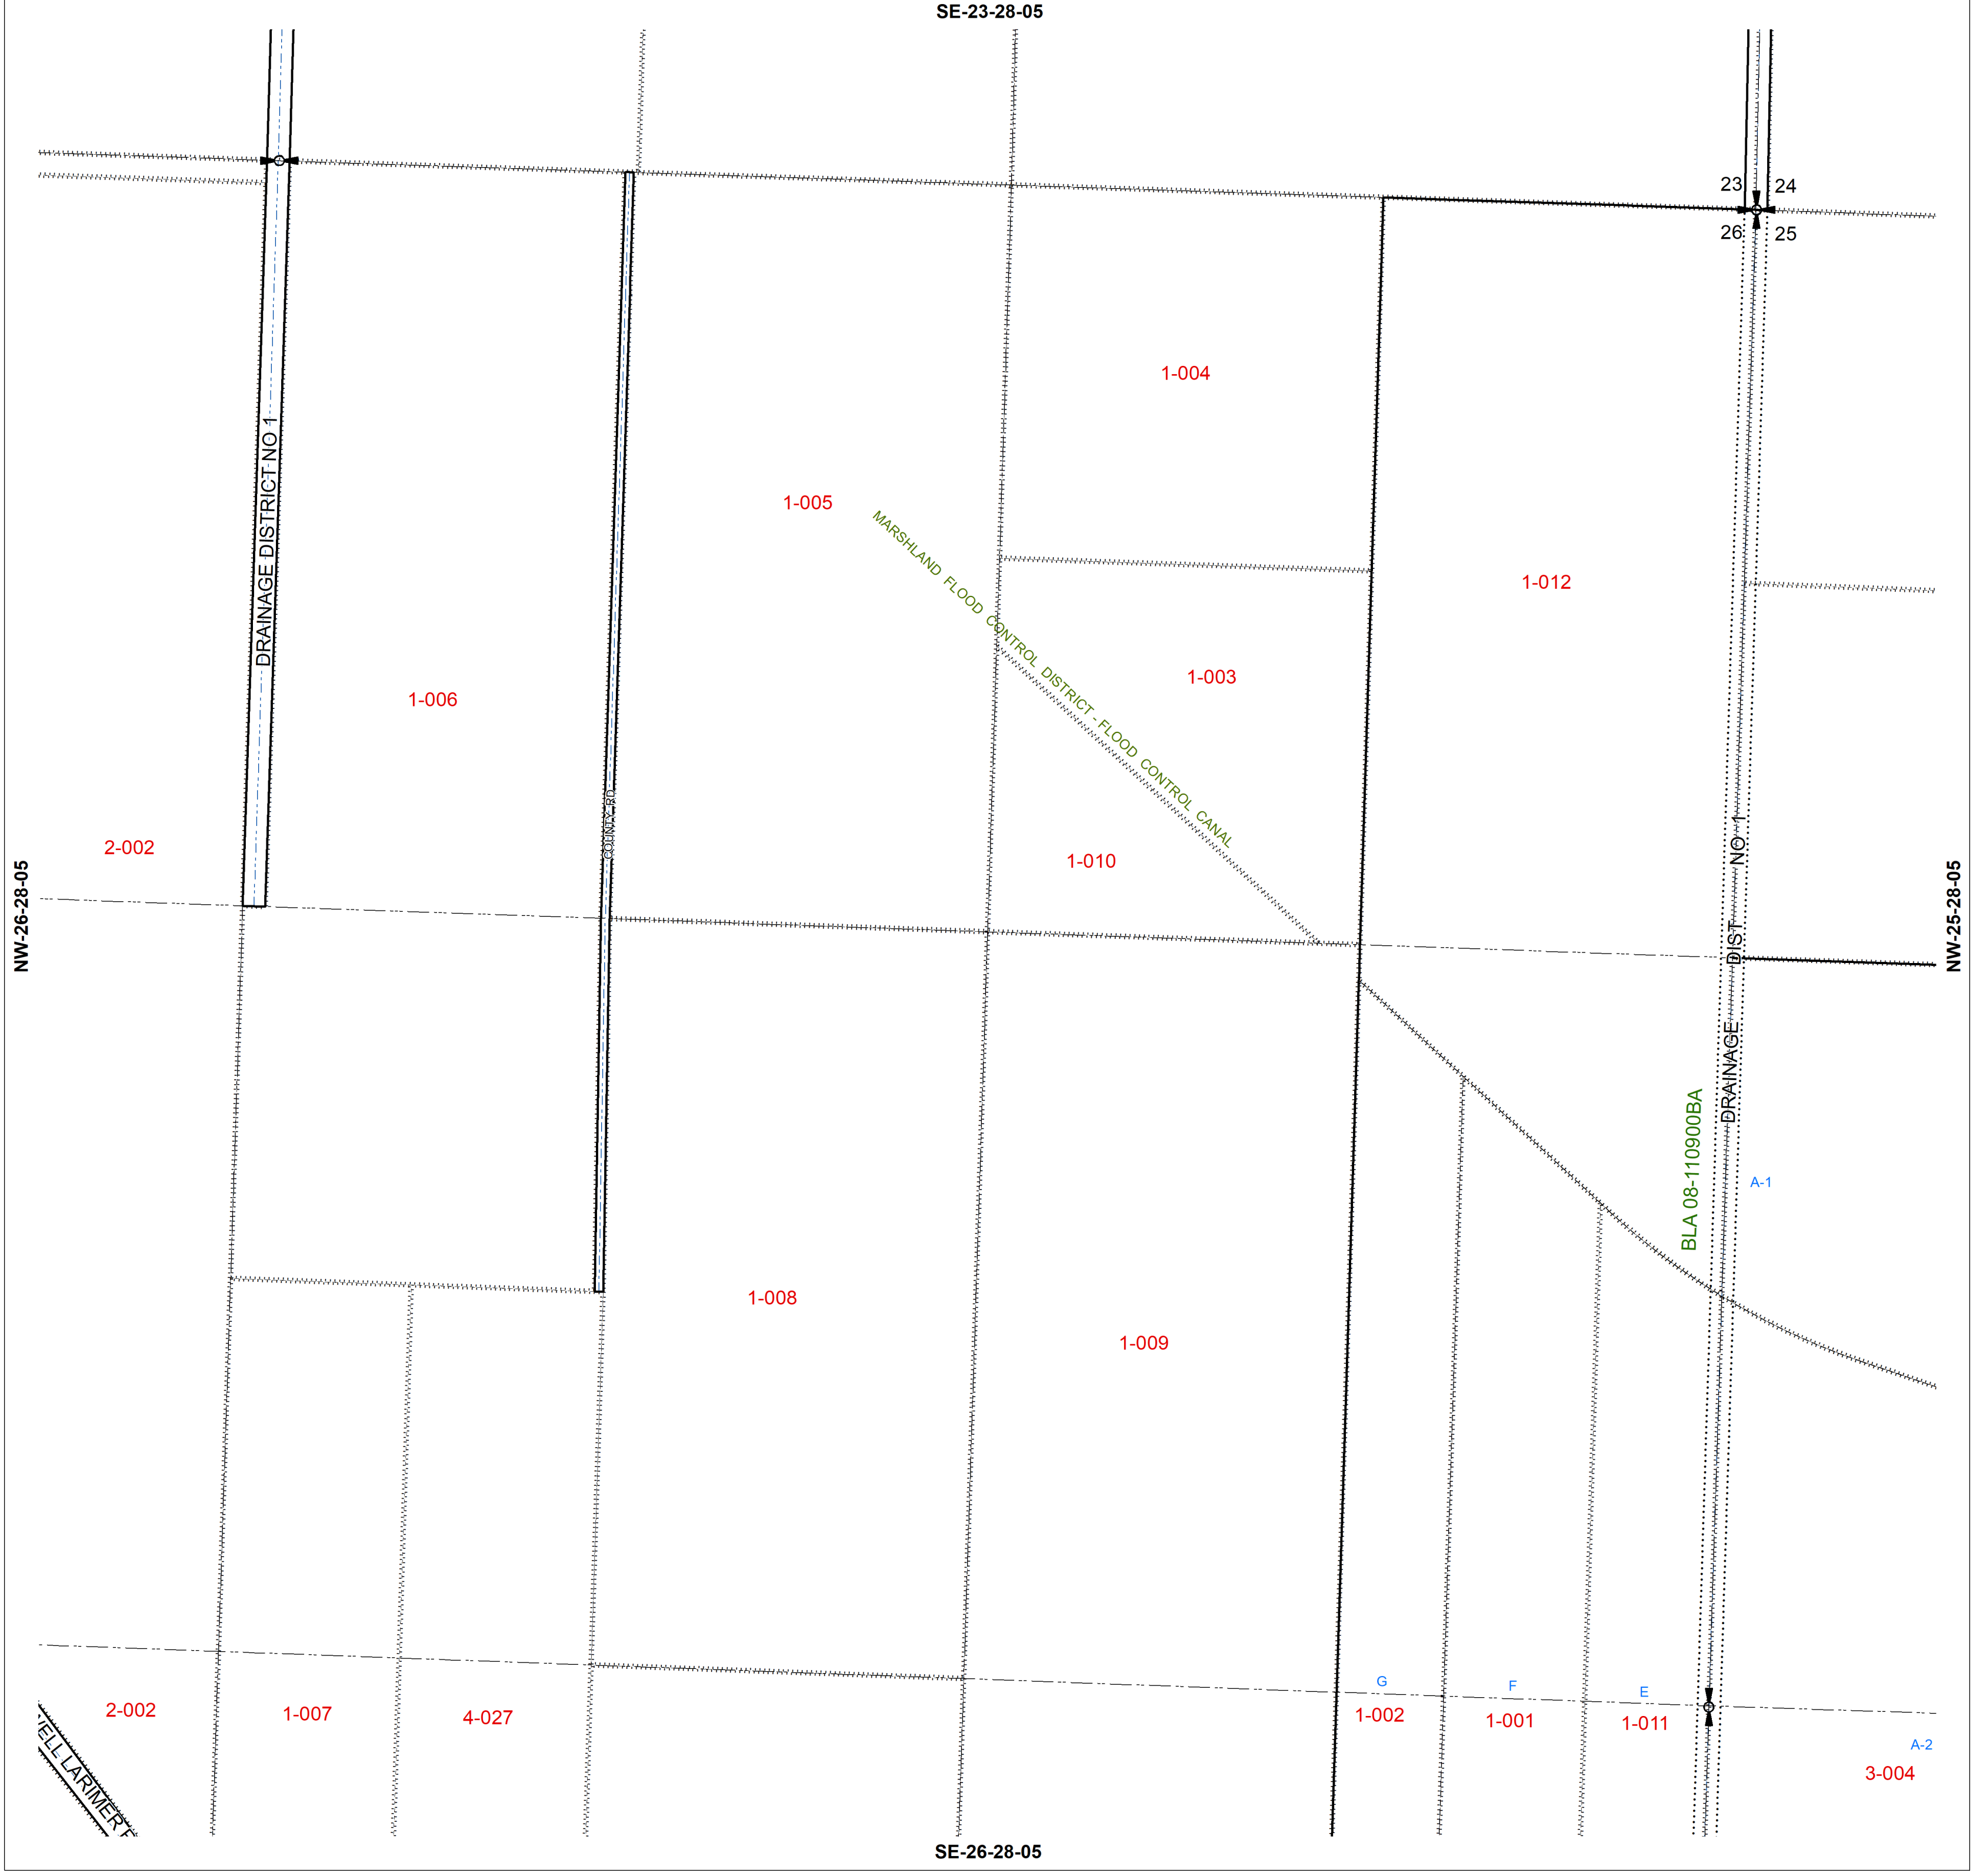 SE-23-28-05
23 24
26 25
1-004
DRAINAGE DISTRICT NO 1
1-005
MARSHLAND FLOOD CONTROL DISTRICT - FLOOD CONTROL CANAL
1-012
1-003
1-006
COUNTY RD
2-002
1-010
NW-26-28-05
NW-25-28-05
DRAINAGE DIST NO 1
BLA 08-110900BA
A-1
1-008
1-009
G
F
E
2-002
1-007
4-027
1-002
1-001
1-011
A-2
3-004
LARIMER
SE-26-28-05